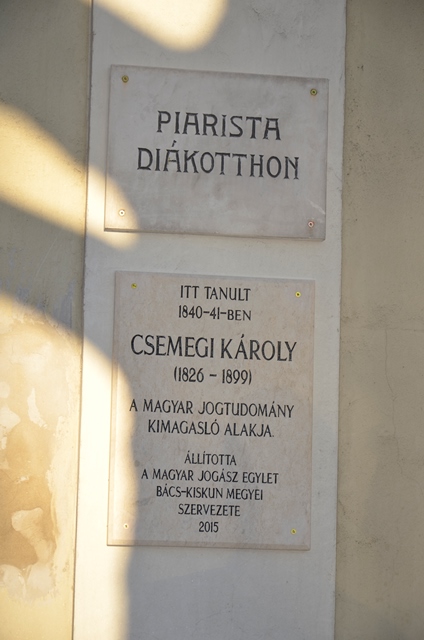 PIARISTA
DIÁKOTTHON
ITT TANULT
1840-41-BEN
CSEMEGI KÁROLY
(1826 - 1899)
A MAGYAR JOGTUDOMÁNY
KIMAGASLÓ ALAKJA.
ÁLLÍTOTTA
A MAGYAR JOGÁSZ EGYLET
BÁCS-KISKUN MEGYEI
SZERVEZETE
2015